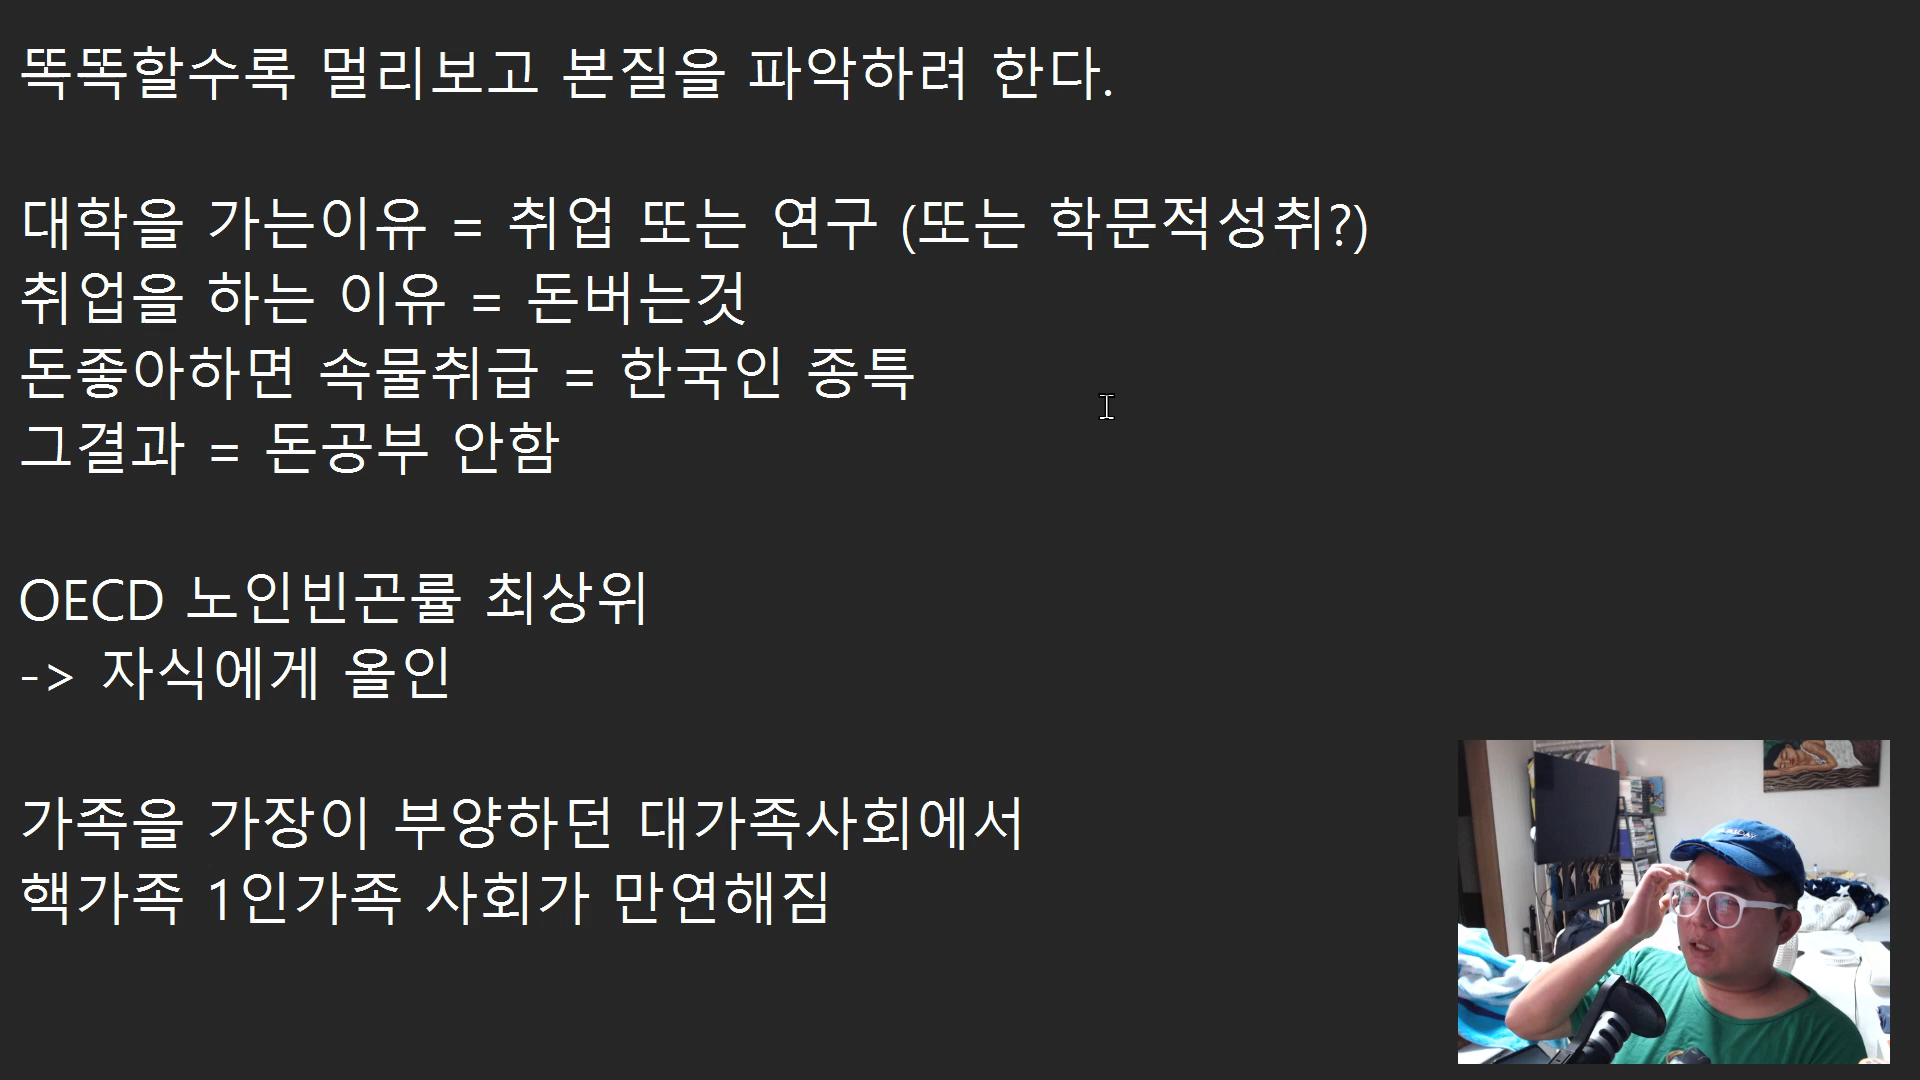 똑똑할수록 멀리보고 본질을 파악하려 한다.
대학을 가는이유 = 취업 또는 연구 (또는 학문적성취?)
취업을 하는 이유 = 돈버는것
돈좋아하면 속물취급 = 한국인 종특
그결과 = 돈공부 안함
OECD 노인빈곤률 최상위
-> 자식에게 올인
가족을 가장이 부양하던 대가족사회에서
핵가족 1인가족 사회가 만연해짐